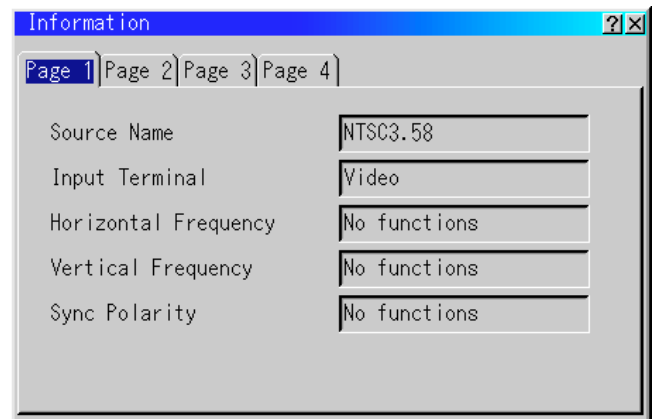 Information ? ×
Page 1 Page 2 Page 3 Page 4
Source Name NTSC3.58
Input Terminal Video
Horizontal Frequency No functions
Vertical Frequency No functions
Sync Polarity No functions